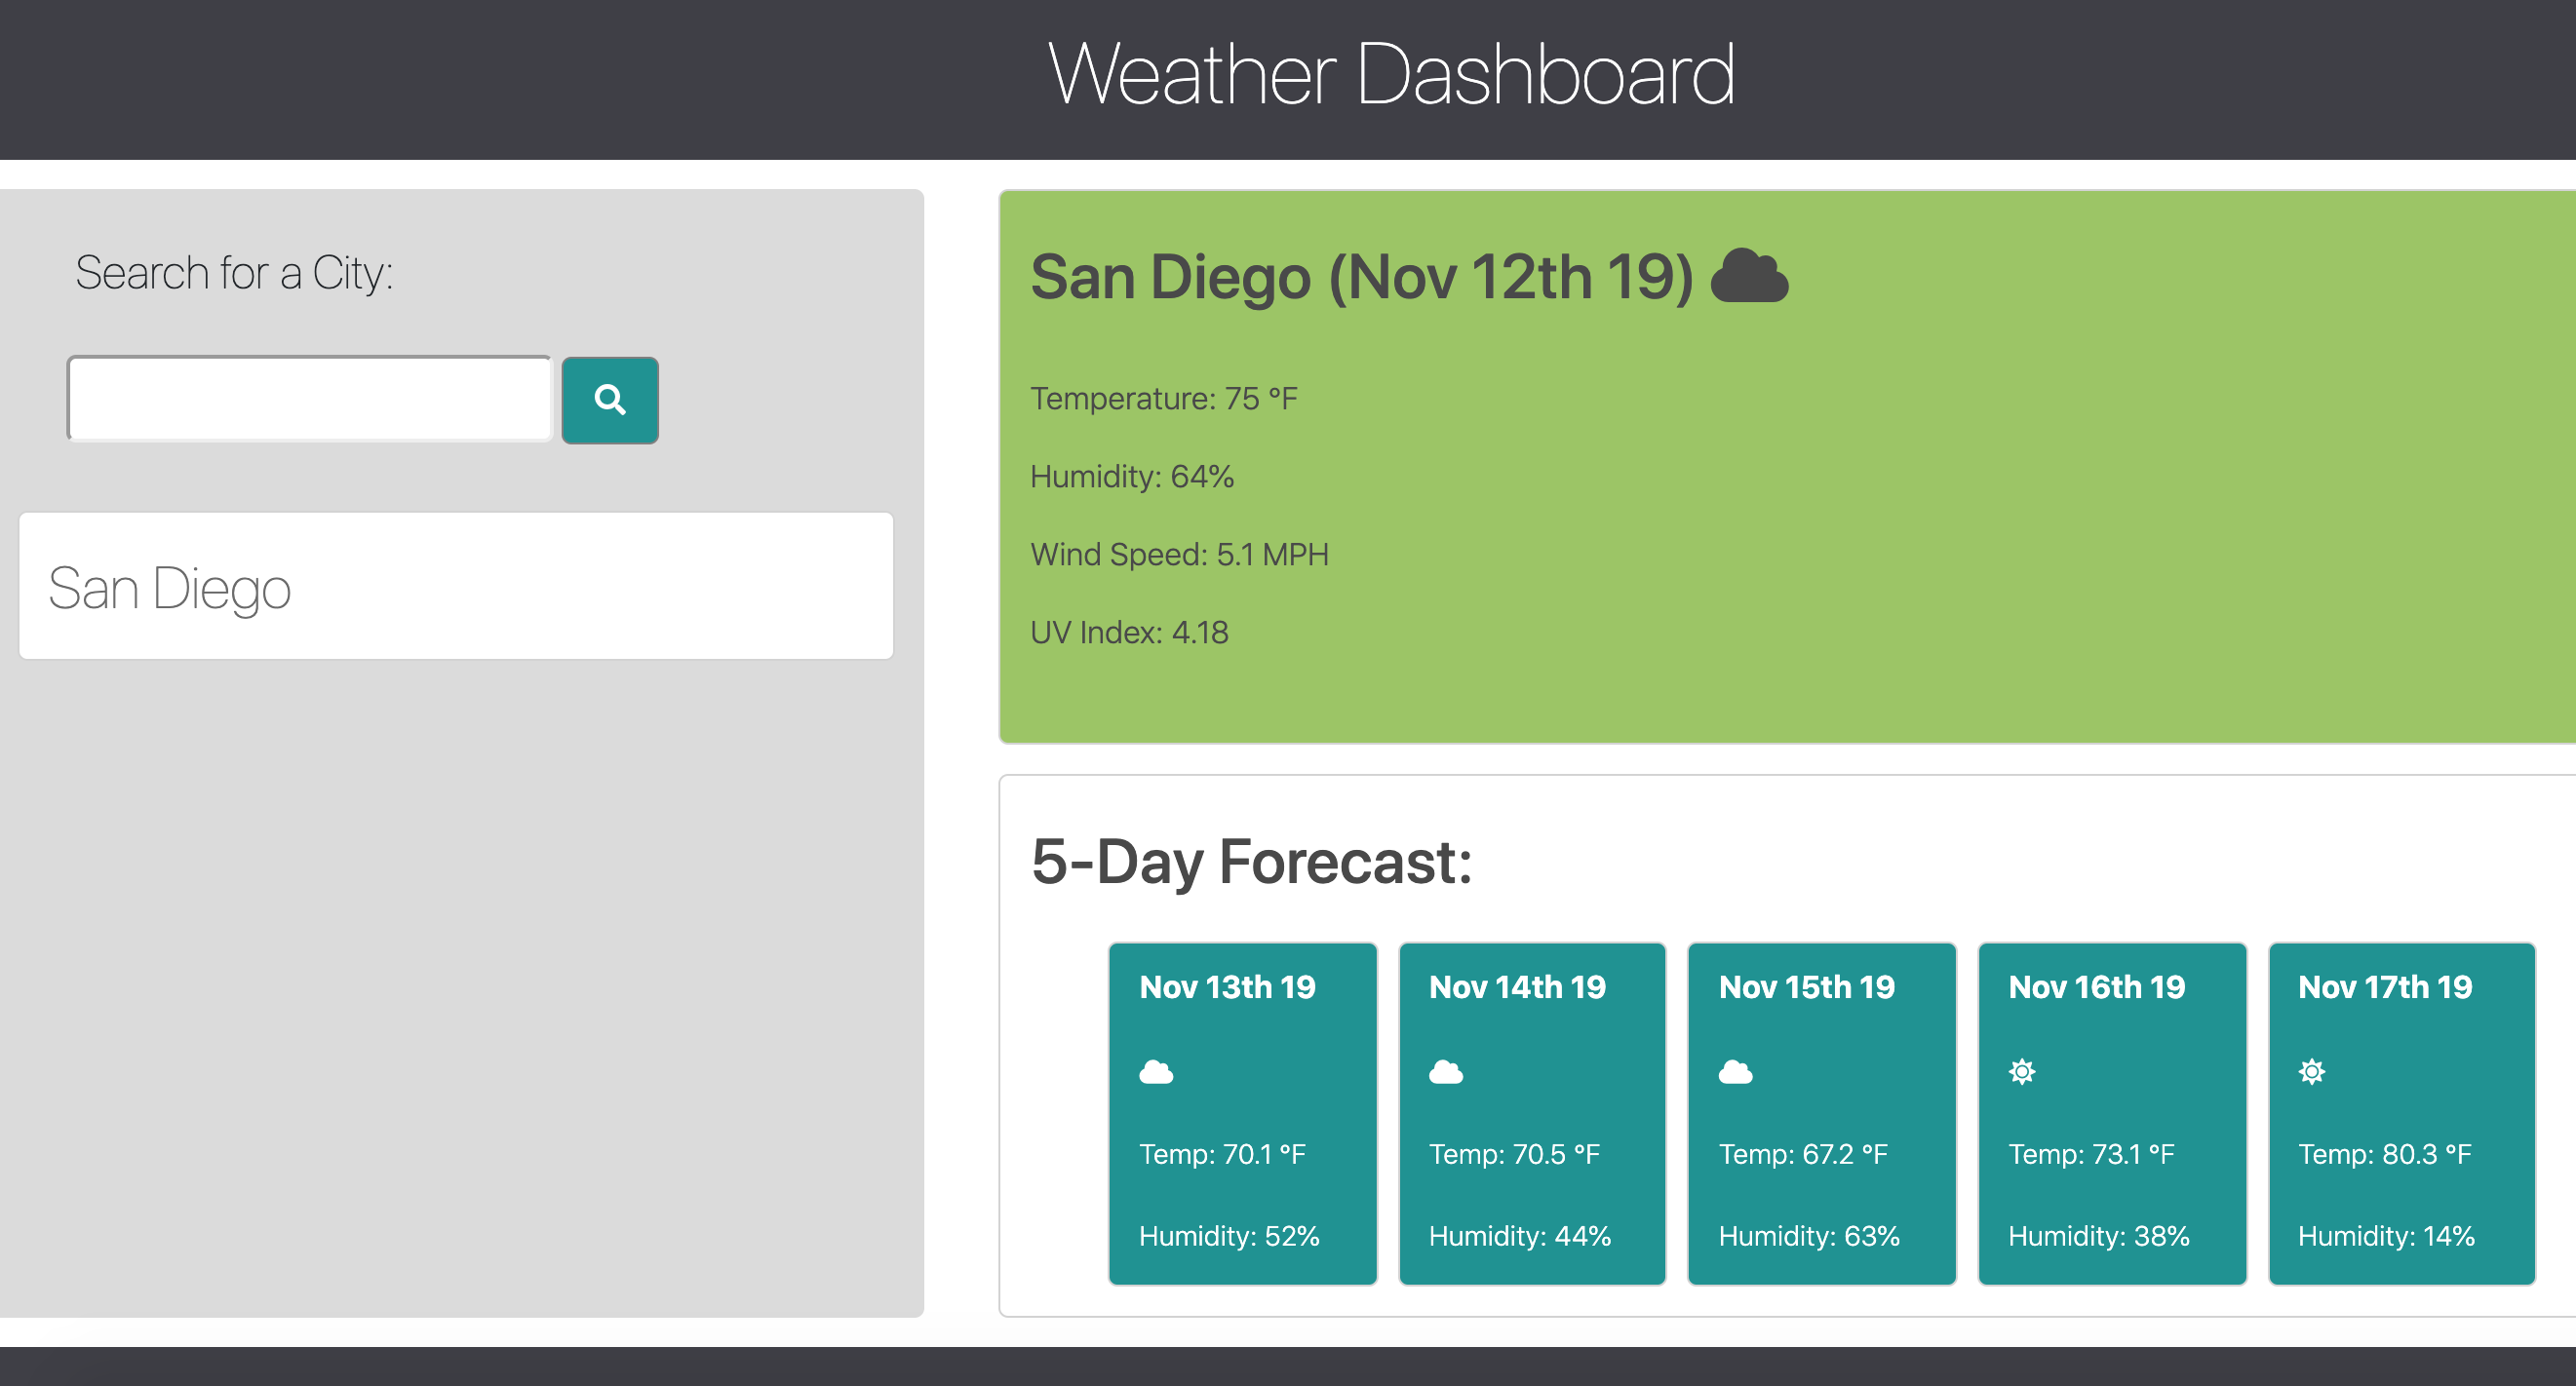 Weather Dashboard
Search for a City:
San Diego
San Diego (Nov 12th 19)
Temperature: 75 °F
Humidity: 64%
Wind Speed: 5.1 MPH
UV Index: 4.18
5-Day Forecast:
Nov 13th 19
Temp: 70.1 °F
Humidity: 52%
Nov 14th 19
Temp: 70.5 °F
Humidity: 44%
Nov 15th 19
Temp: 67.2 °F
Humidity: 63%
Nov 16th 19
Temp: 73.1 °F
Humidity: 38%
Nov 17th 19
Temp: 80.3 °F
Humidity: 14%